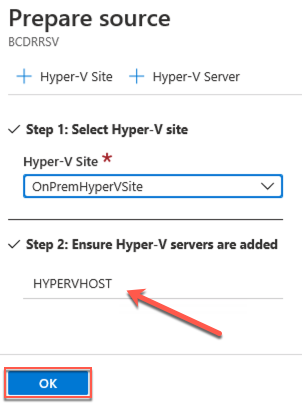 Prepare source
BCDRRSV
+ Hyper-V Site + Hyper-V Server
✓ Step 1: Select Hyper-V site
Hyper-V Site *
OnPremHyperVSite
✓ Step 2: Ensure Hyper-V servers are added
HYPERVHOST
OK